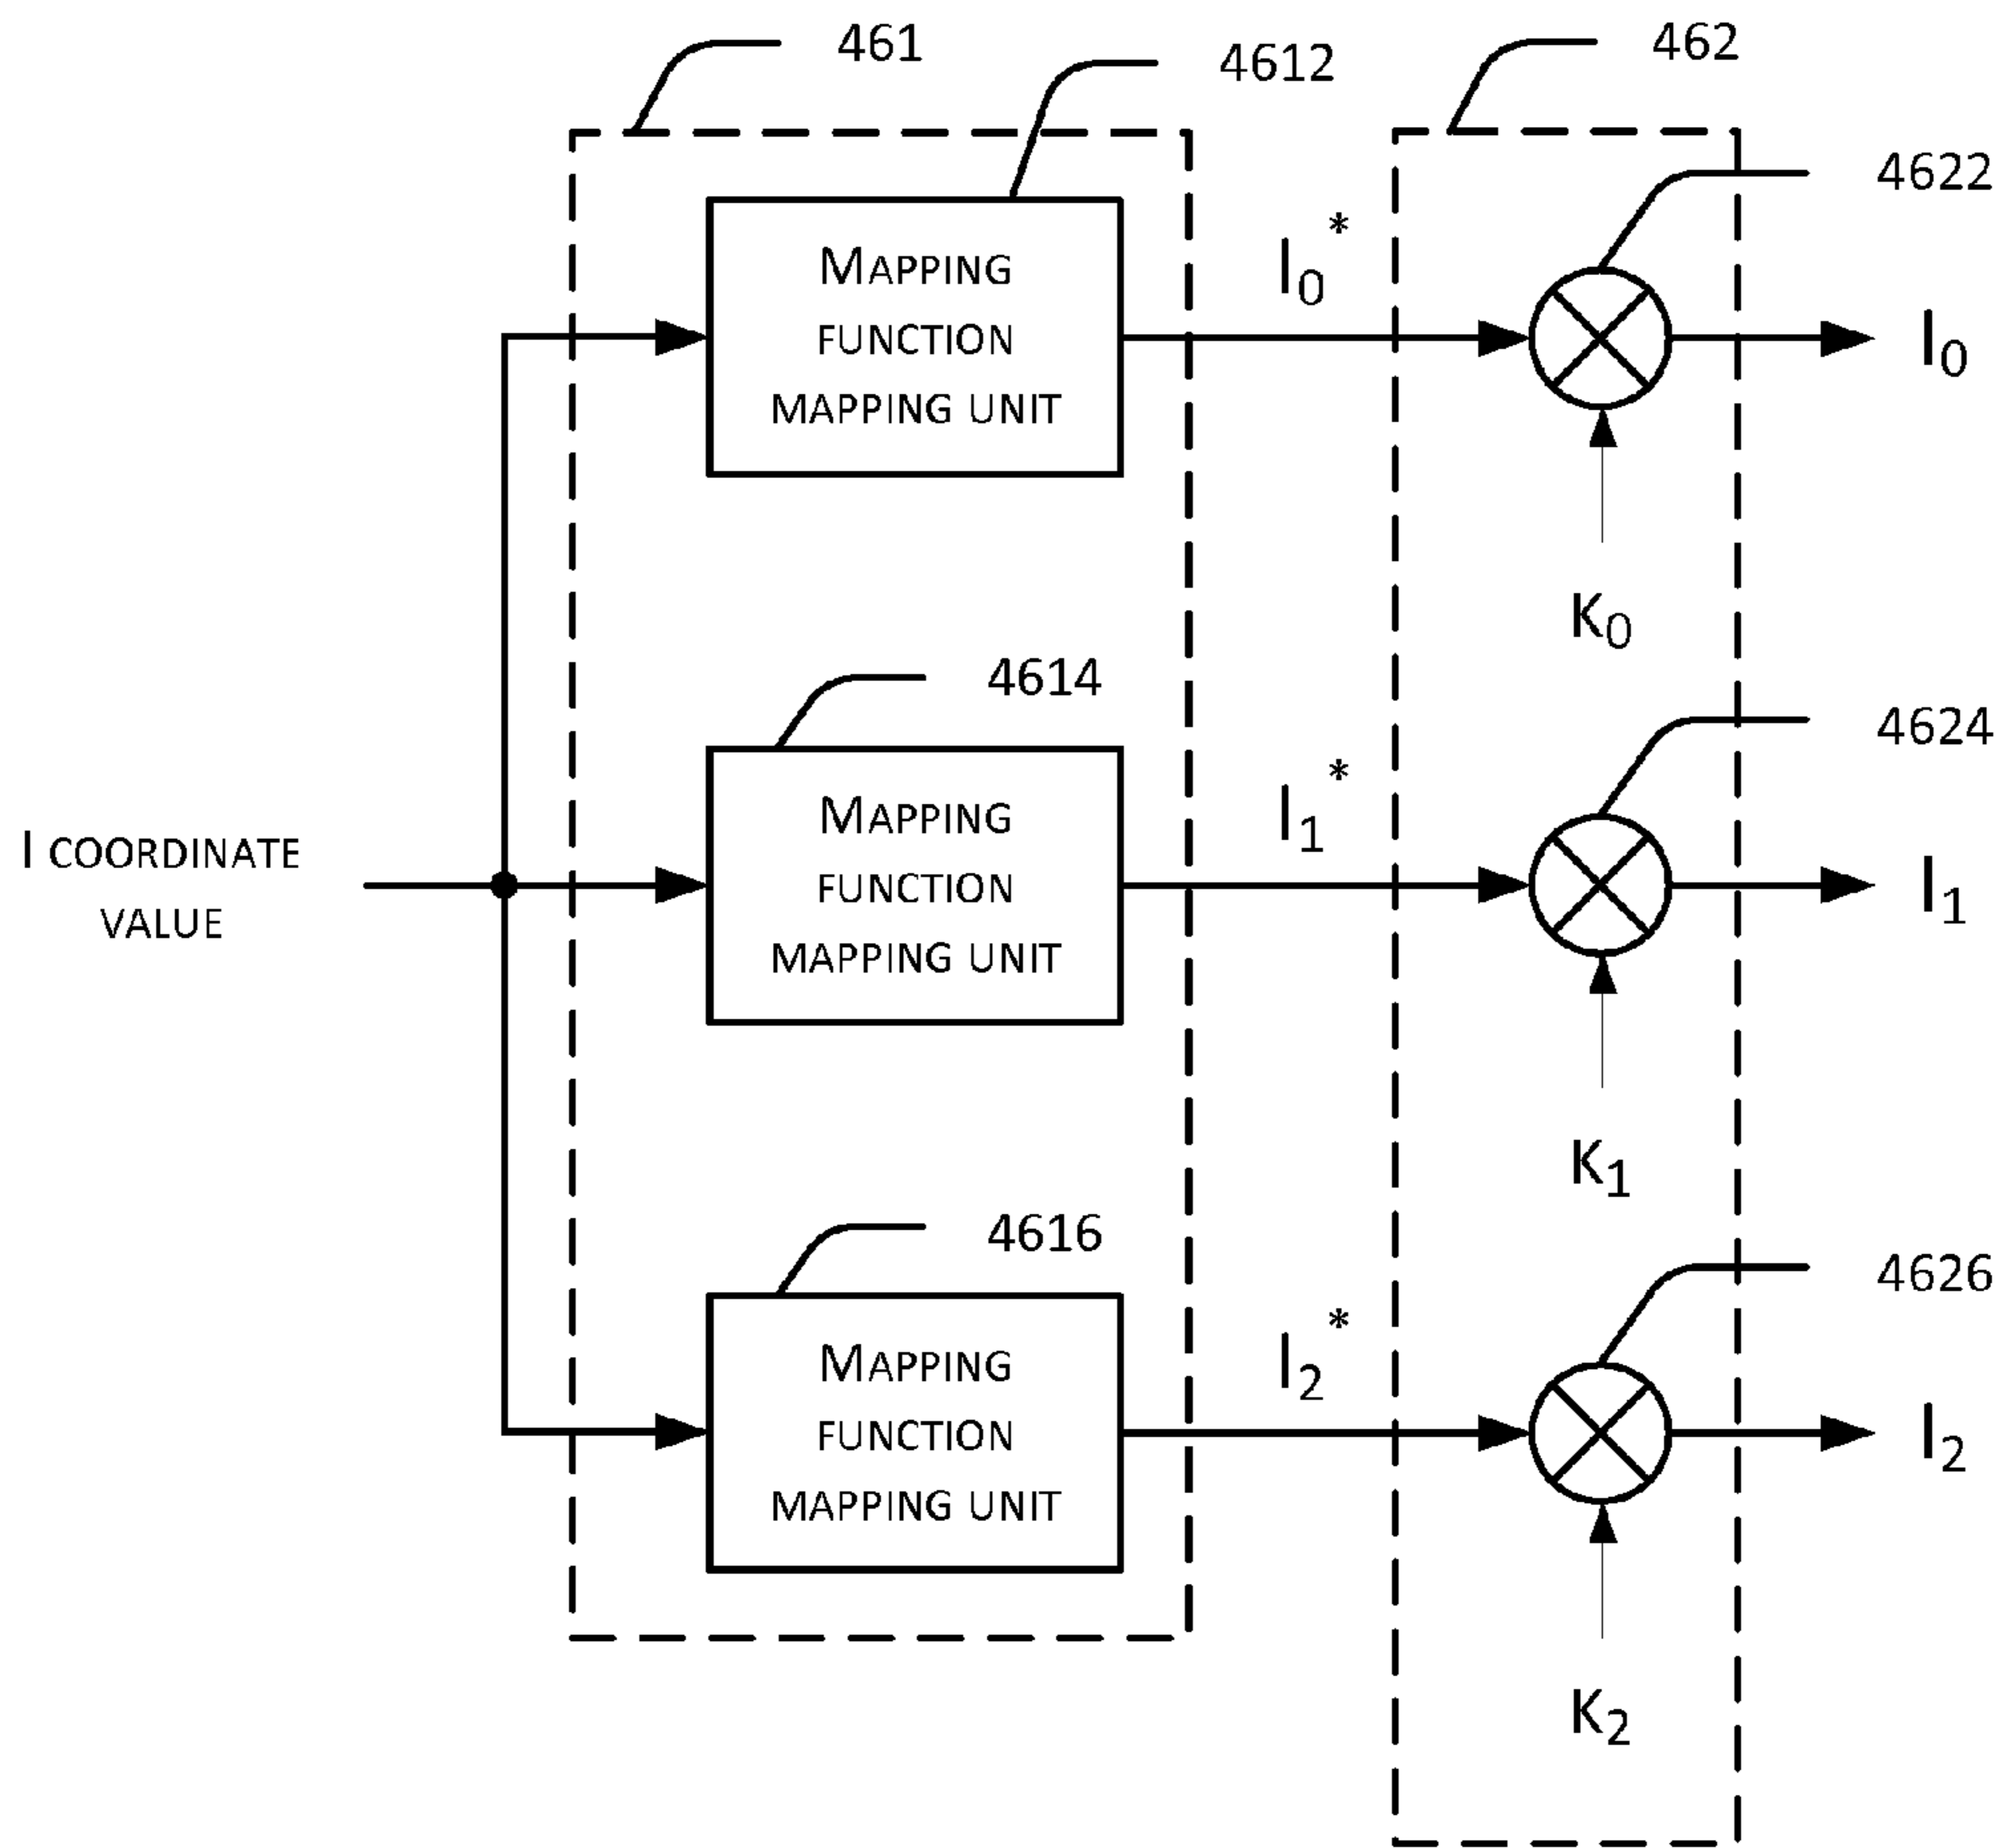 461
4612
462
4622
MAPPING
FUNCTION
MAPPING UNIT
I0*
I0
K0
4614
4624
I COORDINATE
VALUE
MAPPING
FUNCTION
MAPPING UNIT
I1*
I1
K1
4616
4626
MAPPING
FUNCTION
MAPPING UNIT
I2*
I2
K2